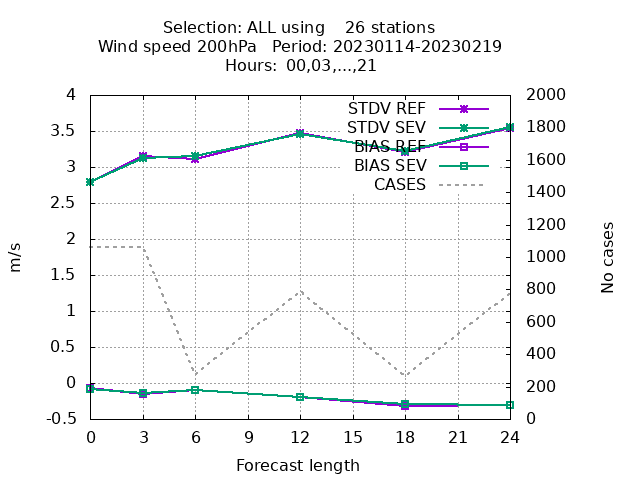 Selection: ALL using    26 stations
Wind speed 200hPa   Period: 20230114-20230219
Hours: 00,03,...,21
4
3.5
3
2.5
2
1.5
1
0.5
0
-0.5
m/s
STDV REF
STDV SEV
BIAS REF
BIAS SEV
CASES
2000
1800
1600
1400
1200
1000
800
600
400
200
0
No cases
0 3 6 9 12 15 18 21 24
Forecast length